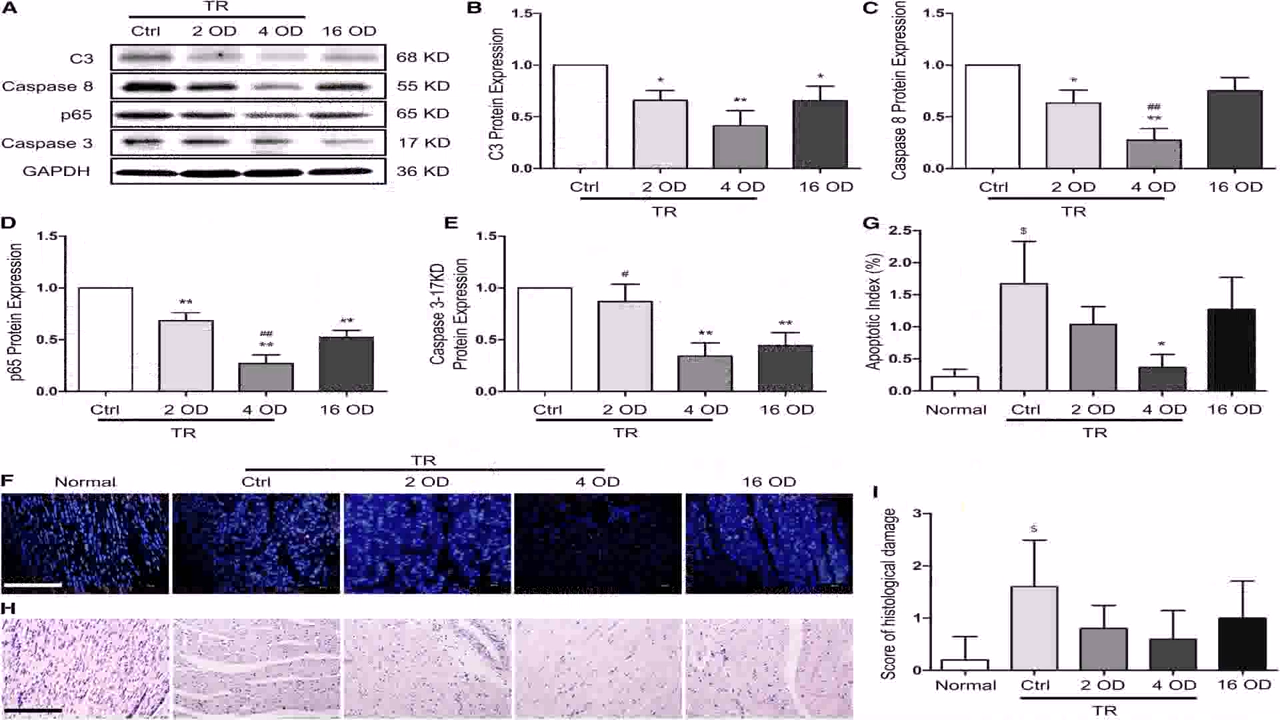 A
TR
Ctrl 2 OD 4 OD 16 OD
C3 68 KD
Caspase 8 55 KD
p65 65 KD
Caspase 3 17 KD
GAPDH 36 KD
B
C3 Protein Expression
1.5
1.0
0.5
0.0
*
**
*
Ctrl 2 OD 4 OD 16 OD
TR
C
Caspase 8 Protein Expression
1.5
1.0
0.5
0.0
*
##
**
Ctrl 2 OD 4 OD 16 OD
TR
D
p65 Protein Expression
1.5
1.0
0.5
0.0
**
##
**
**
Ctrl 2 OD 4 OD 16 OD
TR
E
Caspase 3-17KD
Protein Expression
1.5
1.0
0.5
0.0
#
**
**
Ctrl 2 OD 4 OD 16 OD
TR
G
Apoptotic Index (%)
2.5
2.0
1.5
1.0
0.5
0.0
$
*
Normal Ctrl 2 OD 4 OD 16 OD
TR
F
TR
Normal Ctrl 2 OD 4 OD 16 OD
H
I
Score of histological damage
3
2
1
0
$
Normal Ctrl 2 OD 4 OD 16 OD
TR